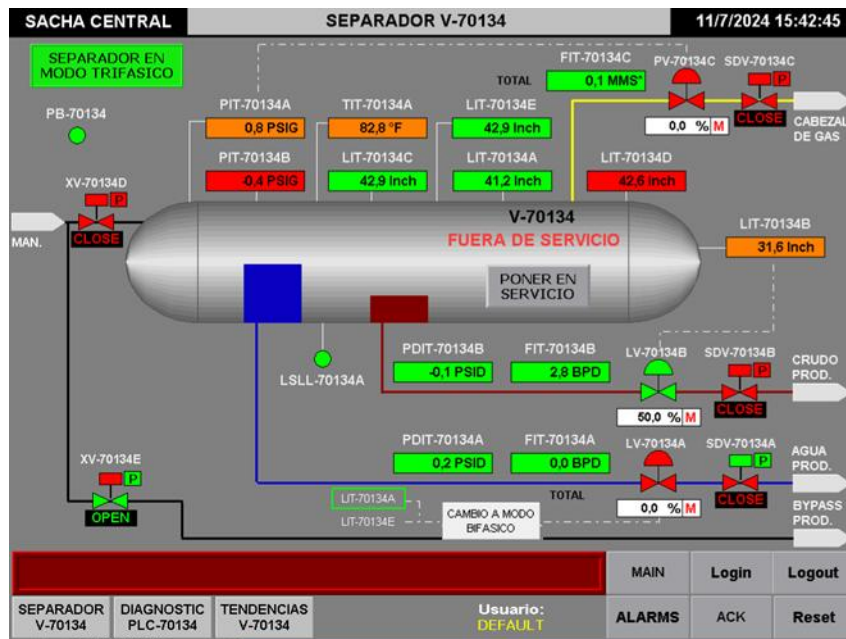 SACHA CENTRAL
SEPARADOR V-70134
11/7/2024 15:42:45
SEPARADOR EN
MODO TRIFASICO
PB-70134
PIT-70134A
0,8 PSIG
TIT-70134A
82,8 °F
LIT-70134E
42,9 Inch
TOTAL
FIT-70134C
0,1 MMS*
PV-70134C
0,0 % M
SDV-70134C
P
CLOSE
CABEZAL
DE GAS
PIT-70134B
-0,4 PSIG
LIT-70134C
42,9 Inch
LIT-70134A
41,2 Inch
LIT-70134D
42,6 Inch
XV-70134D
P
CLOSE
MAN.
V-70134
FUERA DE SERVICIO
PONER EN
SERVICIO
LIT-70134B
31,6 Inch
LSLL-70134A
PDIT-70134B
-0,1 PSID
FIT-70134B
2,8 BPD
LV-70134B
50,0 % M
SDV-70134B
P
CLOSE
CRUDO
PROD.
PDIT-70134A
0,2 PSID
FIT-70134A
0,0 BPD
TOTAL
LV-70134A
0,0 % M
SDV-70134A
P
CLOSE
AGUA
PROD.
XV-70134E
P
OPEN
LIT-70134A
LIT-70134E
CAMBIO A MODO
BIFASICO
BYPASS
PROD.
MAIN
Login
Logout
SEPARADOR
V-70134
DIAGNOSTIC
PLC-70134
TENDENCIAS
V-70134
Usuario:
DEFAULT
ALARMS
ACK
Reset